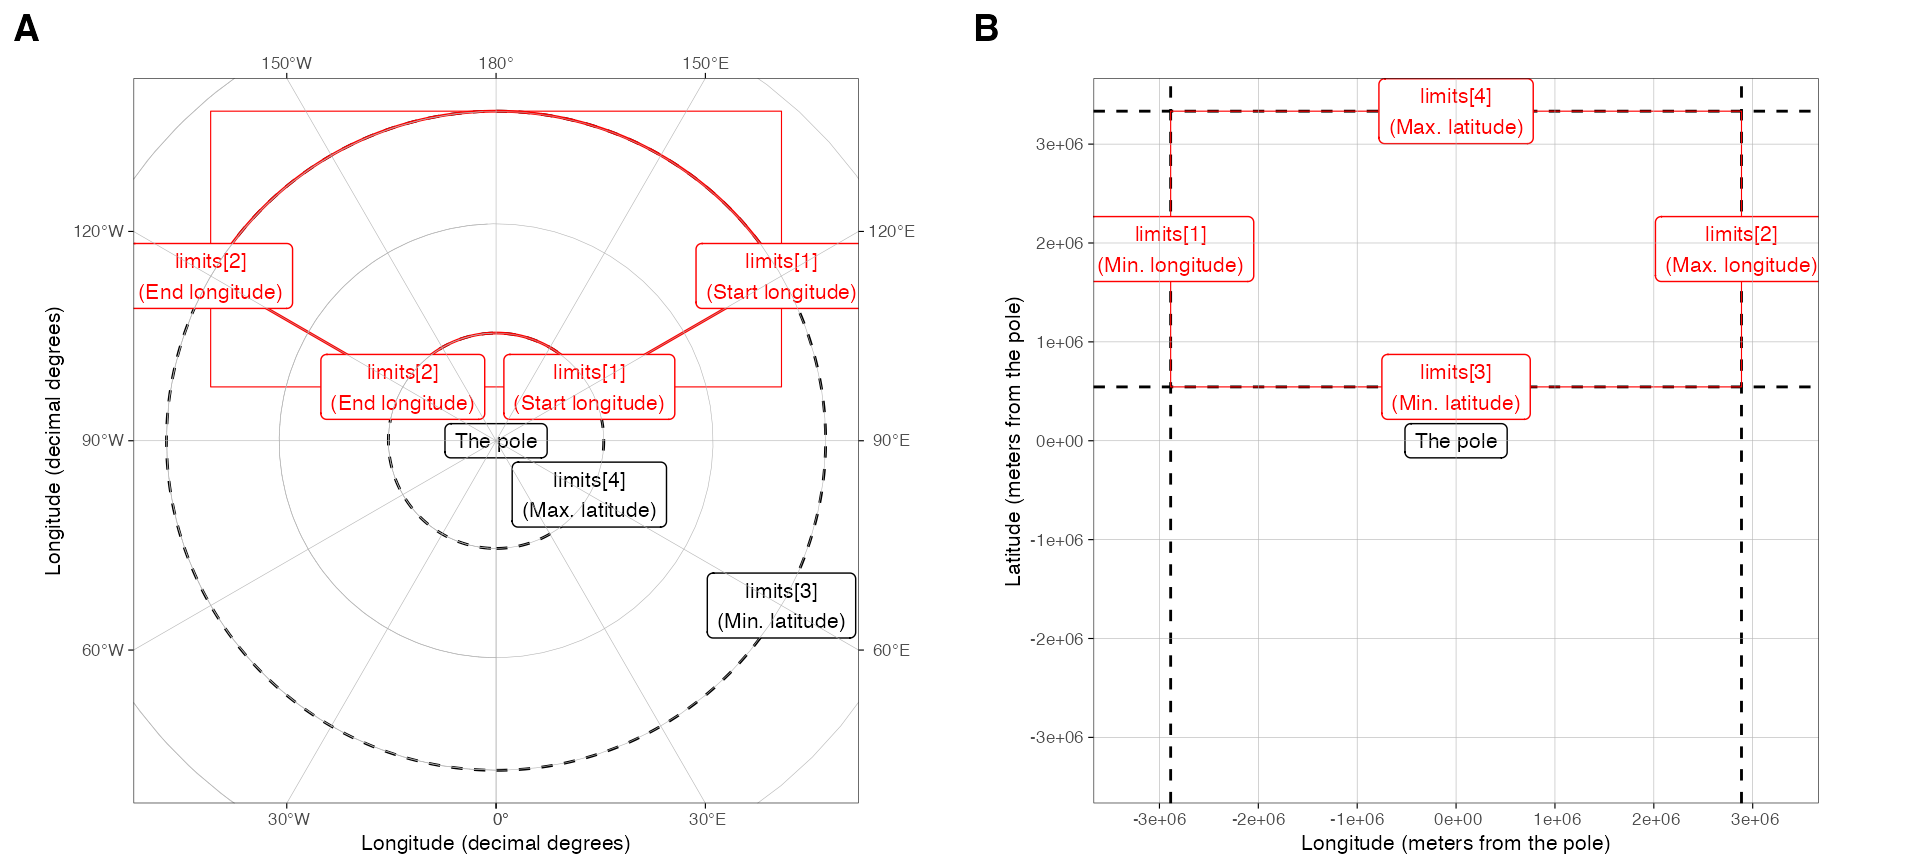 A
150°W 180° 150°E
120°W 120°E
limits[2]
(End longitude)
limits[1]
(Start longitude)
limits[2]
(End longitude)
limits[1]
(Start longitude)
90°W 90°E
The pole
limits[4]
(Max. latitude)
limits[3]
(Min. latitude)
60°W 60°E
30°W 0° 30°E
Longitude (decimal degrees)
Longitude (decimal degrees)
B
limits[4]
(Max. latitude)
3e+06
limits[1]
(Min. longitude)
2e+06
limits[2]
(Max. longitude)
1e+06
limits[3]
(Min. latitude)
0e+00
The pole
-1e+06
-2e+06
-3e+06
-3e+06 -2e+06 -1e+06 0e+00 1e+06 2e+06 3e+06
Longitude (meters from the pole)
Latitude (meters from the pole)